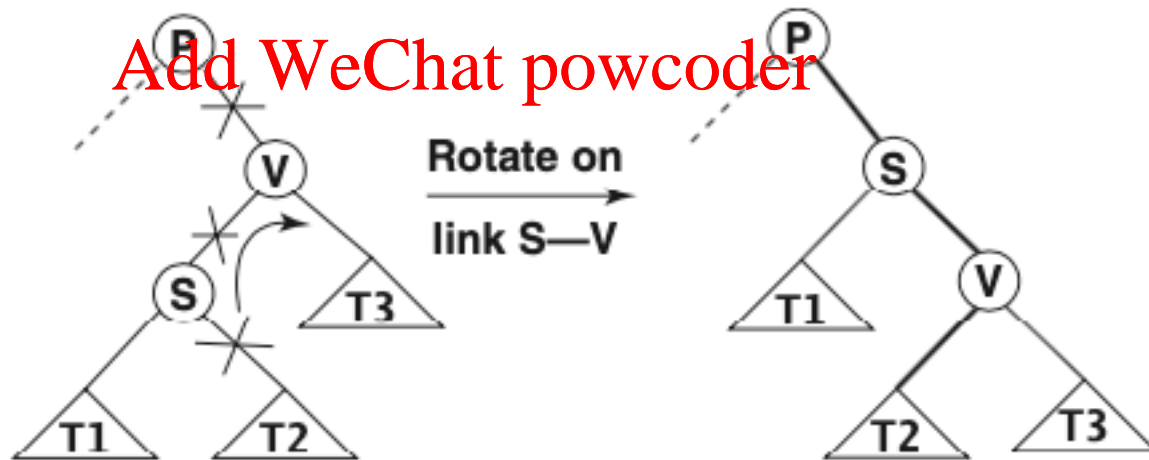 P P
Add WeChat powcoder
V Rotate on S
link S—V
S T3 T1 V
T1 T2 T2 T3